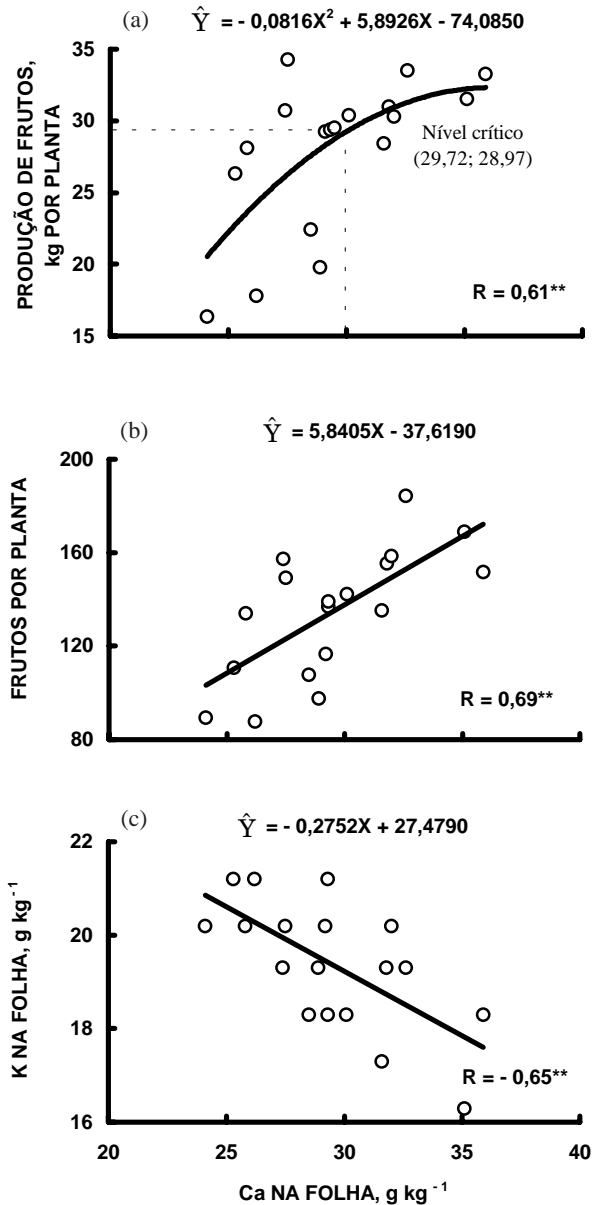 (a)
Ŷ = - 0,0816X² + 5,8926X - 74,0850
PRODUÇÃO DE FRUTOS,
kg POR PLANTA
35
30
25
20
15
Nível crítico
(29,72; 28,97)
R = 0,61**
(b)
Ŷ = 5,8405X - 37,6190
FRUTOS POR PLANTA
200
160
120
80
R = 0,69**
(c)
Ŷ = - 0,2752X + 27,4790
K NA FOLHA, g kg⁻¹
22
20
18
16
R = - 0,65**
20 25 30 35 40
Ca NA FOLHA, g kg⁻¹